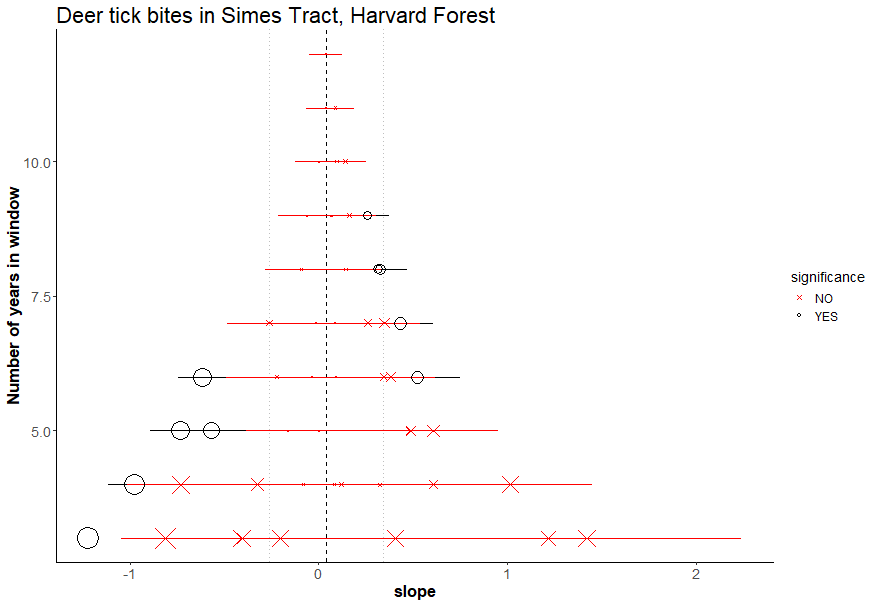 Deer tick bites in Simes Tract, Harvard Forest
Number of years in window
10.0
7.5
5.0
-1
0
1
2
slope
significance
NO
YES